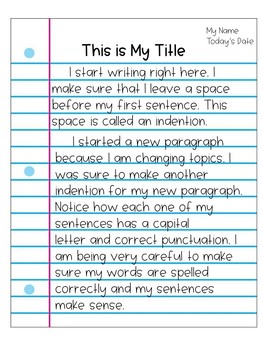 My Name
Today's Date
This is My Title
I start writing right here. I
make sure that I leave a space
before my first sentence. This
space is called an indention.
I started a new paragraph
because I am changing topics. I
was sure to make another
indention for my new paragraph.
Notice how each one of my
sentences has a capital
letter and correct punctuation. I
am being very careful to make
sure my words are spelled
correctly and my sentences
make sense.